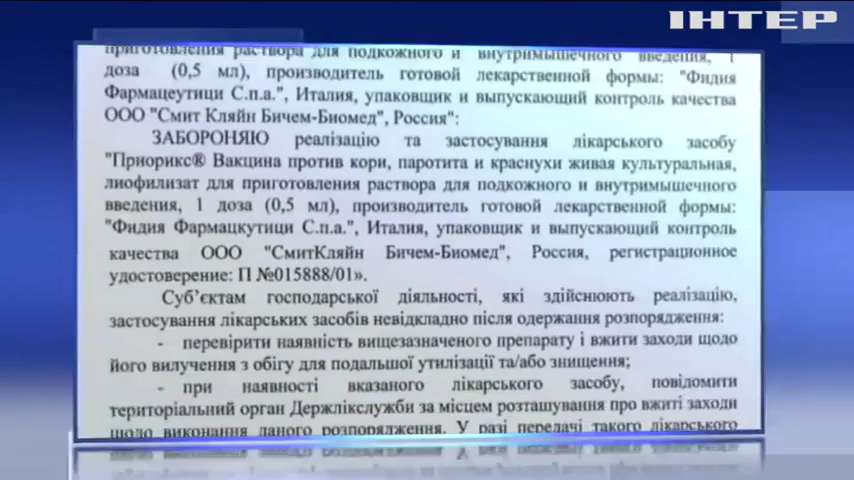 ІНТЕР
приготовления раствора для подкожного и внутримышечного введения, 1
доза (0,5 мл), производитель готовой лекарственной формы: "Фидия
Фармацеутици С.п.а.", Италия, упаковщик и выпускающий контроль качества
ООО "Смит Кляйн Бичем-Биомед", Россия":
ЗАБОРОНЯЮ реалізацію та застосування лікарського засобу
"Приорикс® Вакцина против кори, паротита и краснухи живая культуральная,
лиофилизат для приготовления раствора для подкожного и внутримышечного
введения, 1 доза (0,5 мл), производитель готовой лекарственной формы:
"Фидия Фармацкутици С.п.а.", Италия, упаковщик и выпускающий контроль
качества ООО "СмитКляйн Бичем-Биомед", Россия, регистрационное
удостоверение: П №015888/01».
Суб’єктам господарської діяльності, які здійснюють реалізацію,
застосування лікарських засобів невідкладно після одержання розпорядження:
- перевірити наявність вищезазначеного препарату і вжити заходи щодо
його вилучення з обігу для подальшої утилізації та/або знищення;
- при наявності вказаного лікарського засобу, повідомити
територіальний орган Держлікслужби за місцем розташування про вжиті заходи
щодо виконання даного розпорядження. У разі передачі такого лікарського